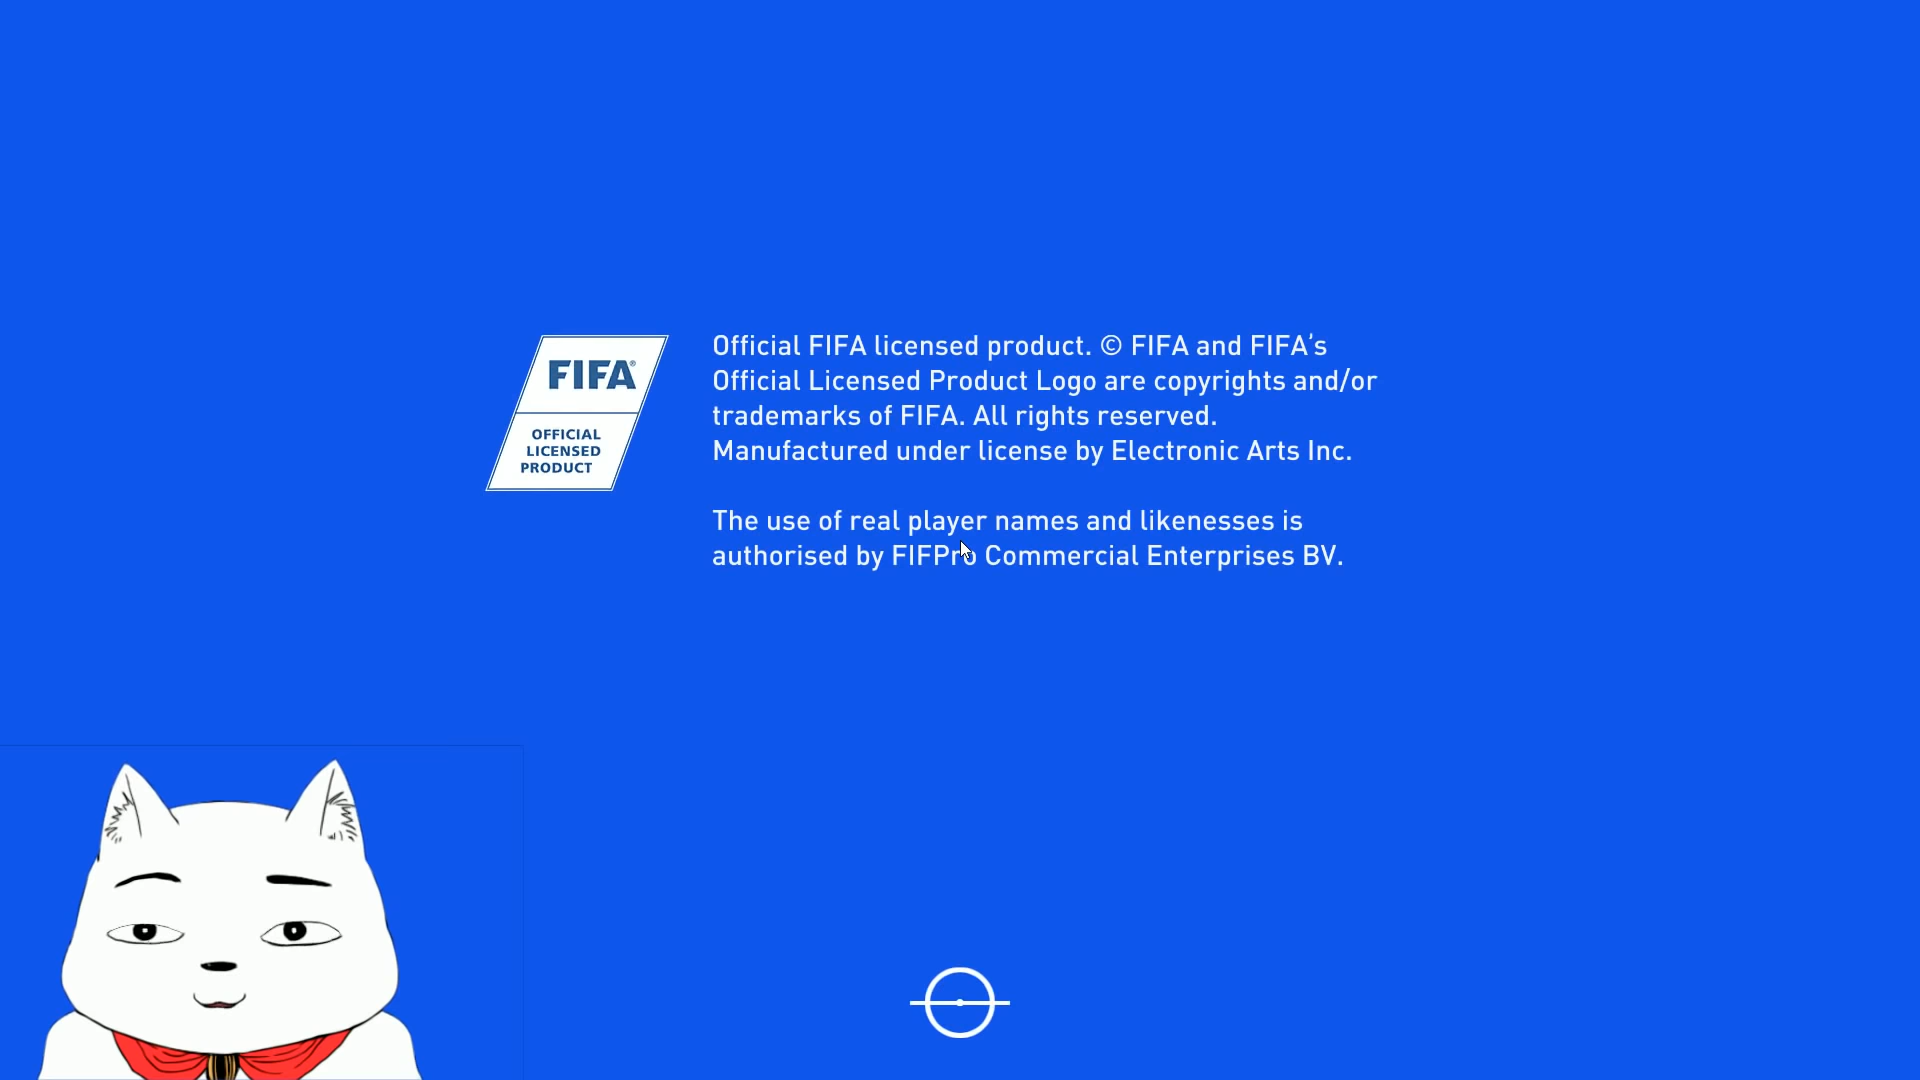 FIFA®
OFFICIAL
LICENSED
PRODUCT
Official FIFA licensed product. © FIFA and FIFA's
Official Licensed Product Logo are copyrights and/or
trademarks of FIFA. All rights reserved.
Manufactured under license by Electronic Arts Inc.
The use of real player names and likenesses is
authorised by FIFPro Commercial Enterprises BV.